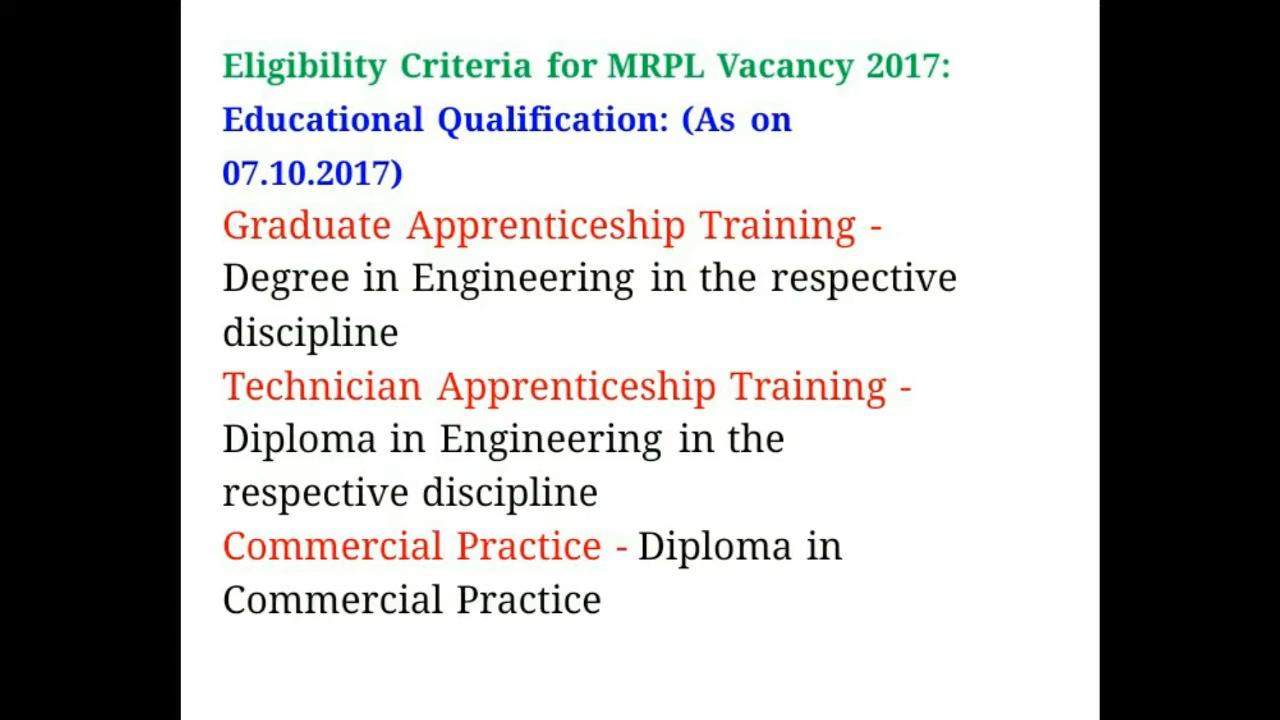 Eligibility Criteria for MRPL Vacancy 2017:
Educational Qualification: (As on
07.10.2017)
Graduate Apprenticeship Training -
Degree in Engineering in the respective
discipline
Technician Apprenticeship Training -
Diploma in Engineering in the
respective discipline
Commercial Practice - Diploma in
Commercial Practice